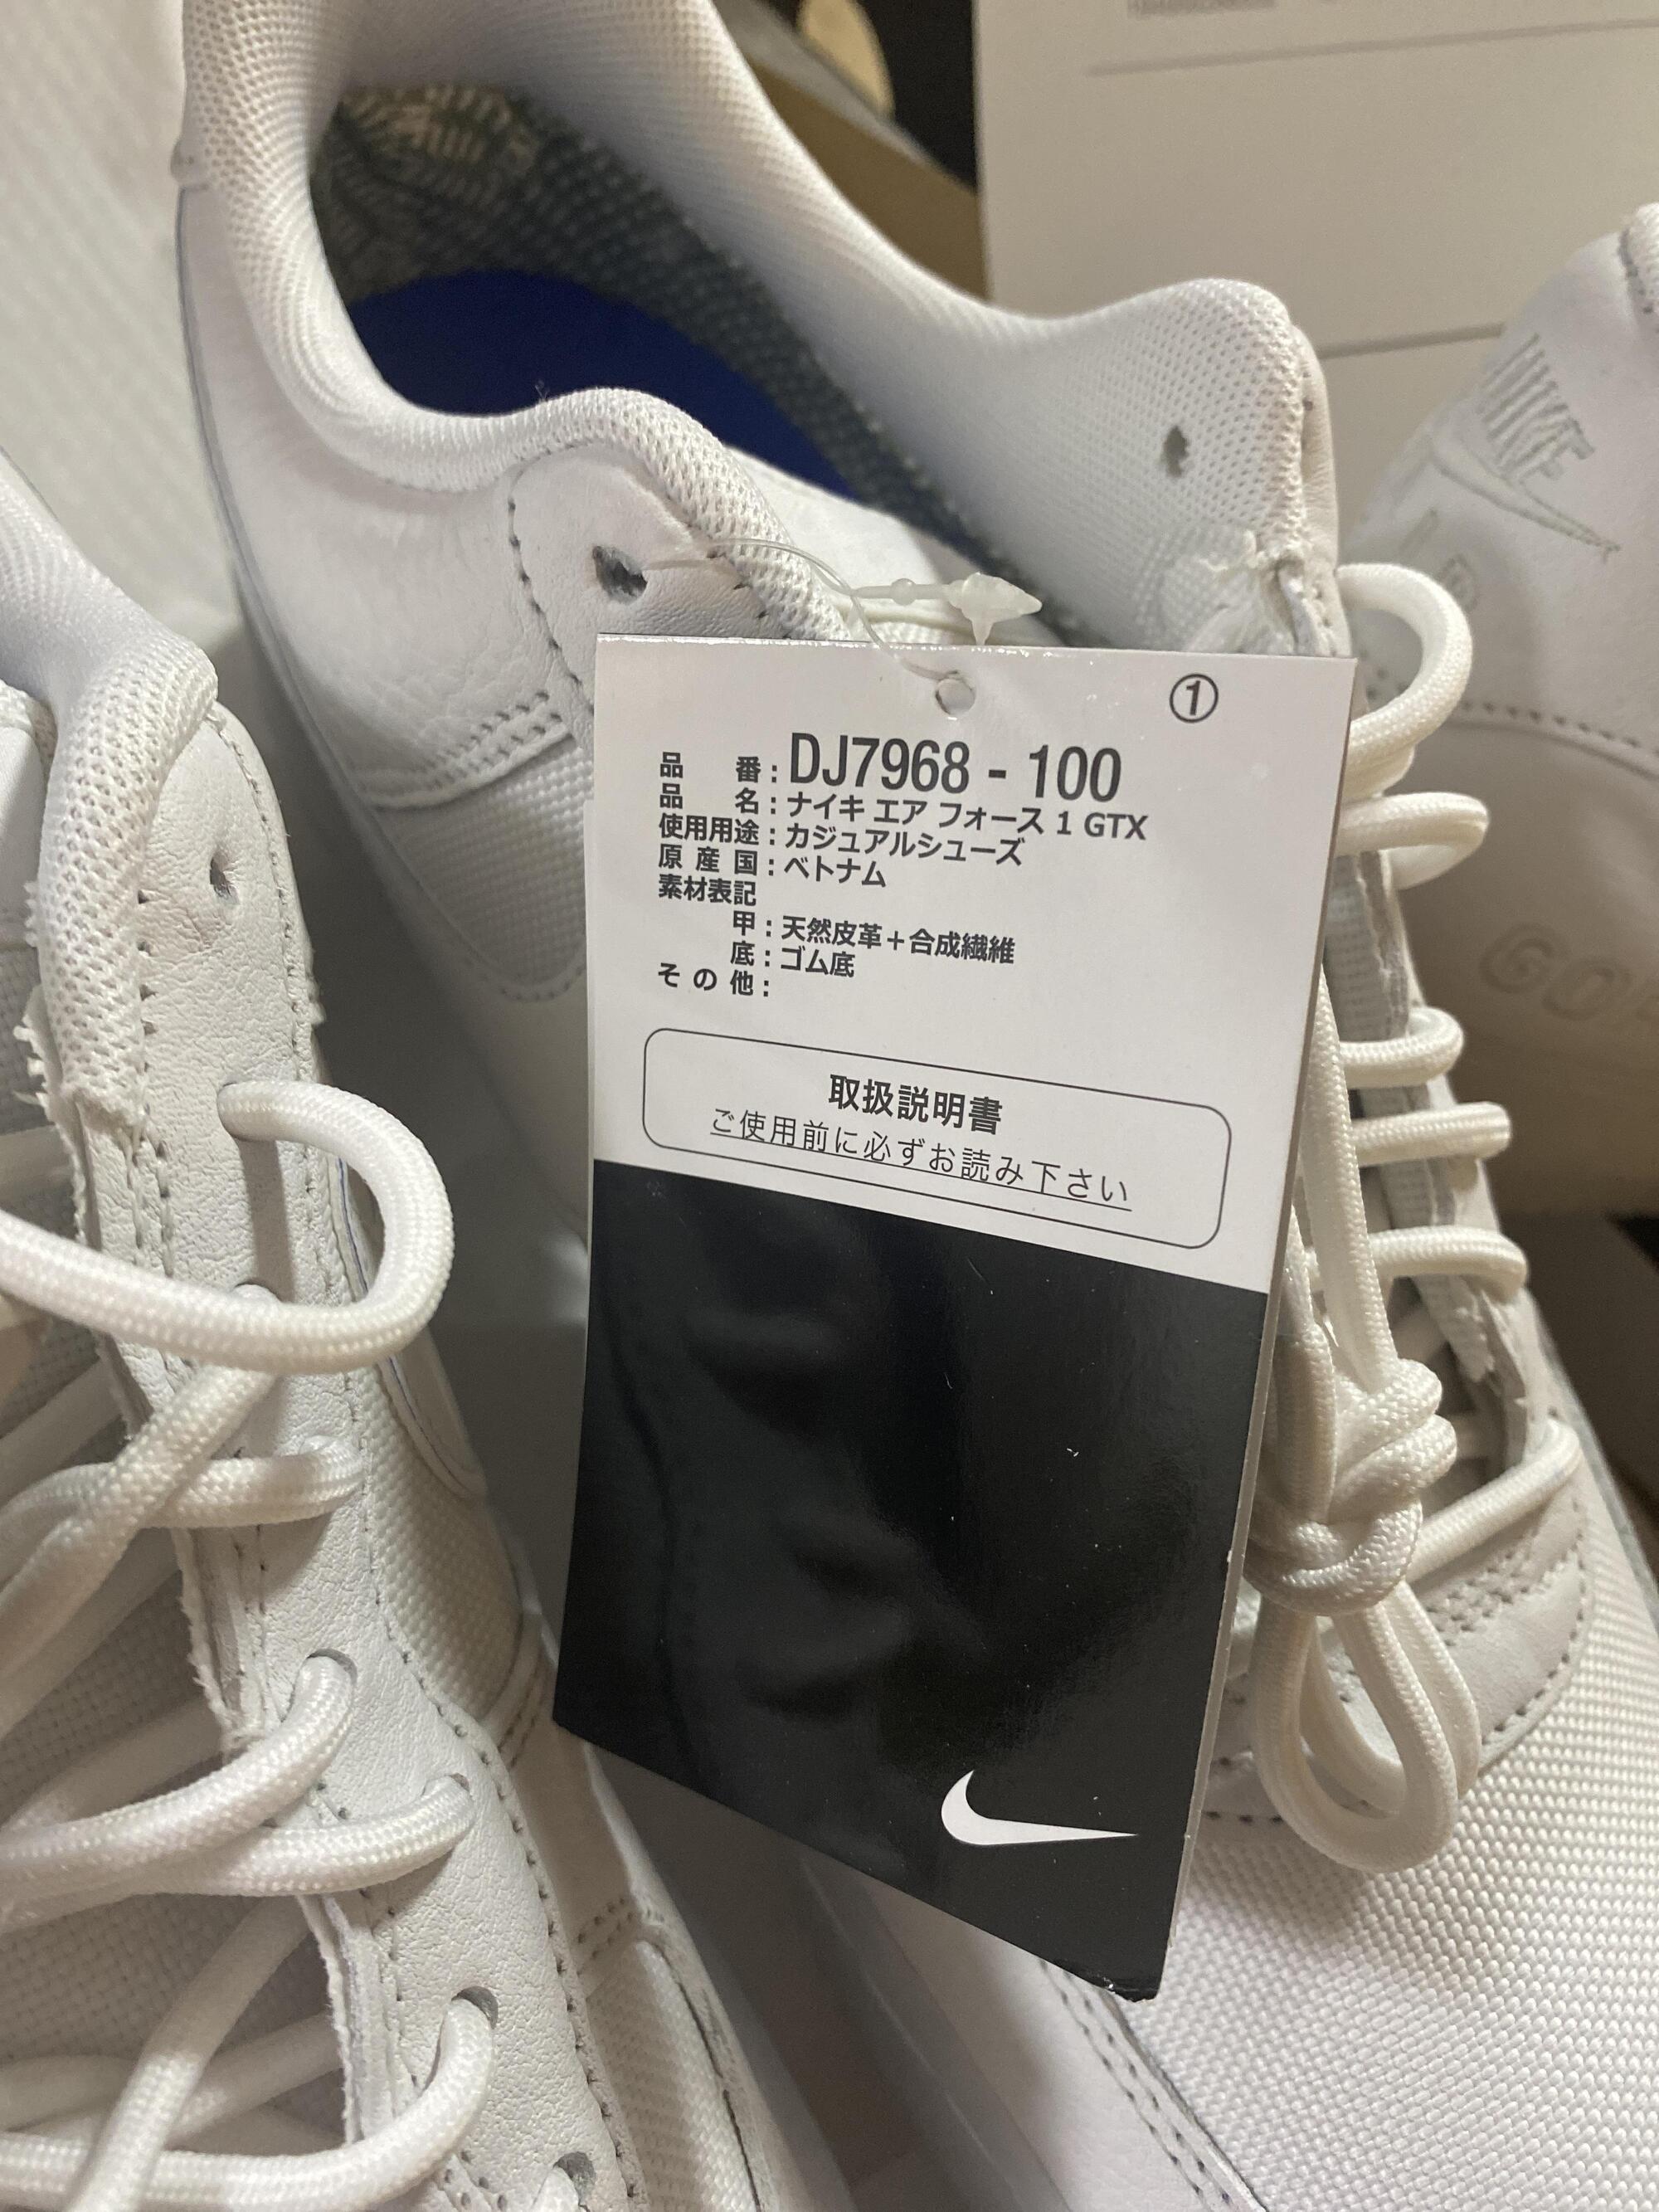 ①
品番：DJ7968 - 100
品名：ナイキ エア フォース 1 GTX
使用用途：カジュアルシューズ
原産国：ベトナム
素材表記
甲：天然皮革＋合成繊維
底：ゴム底
その他：
取扱説明書
ご使用前に必ずお読み下さい
NIKE